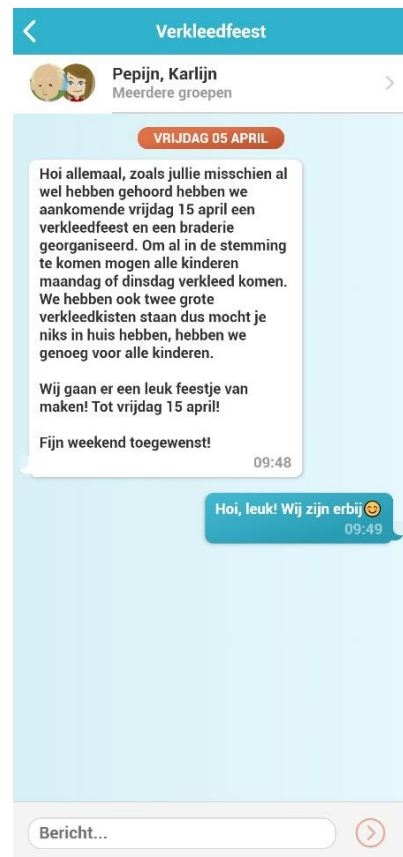 Verkleedfeest
Pepijn, Karlijn
Meerdere groepen
VRIJDAG 05 APRIL
Hoi allemaal, zoals jullie misschien al
wel hebben gehoord hebben we
aankomende vrijdag 15 april een
verkleedfeest en een braderie
georganiseerd. Om al in de stemming
te komen mogen alle kinderen
maandag of dinsdag verkleed komen.
We hebben ook twee grote
verkleedkisten staan dus mocht je
niks in huis hebben, hebben we
genoeg voor alle kinderen.
Wij gaan er een leuk feestje van
maken! Tot vrijdag 15 april!
Fijn weekend toegewenst!
09:48
Hoi, leuk! Wij zijn erbij😊
09:49
Bericht...